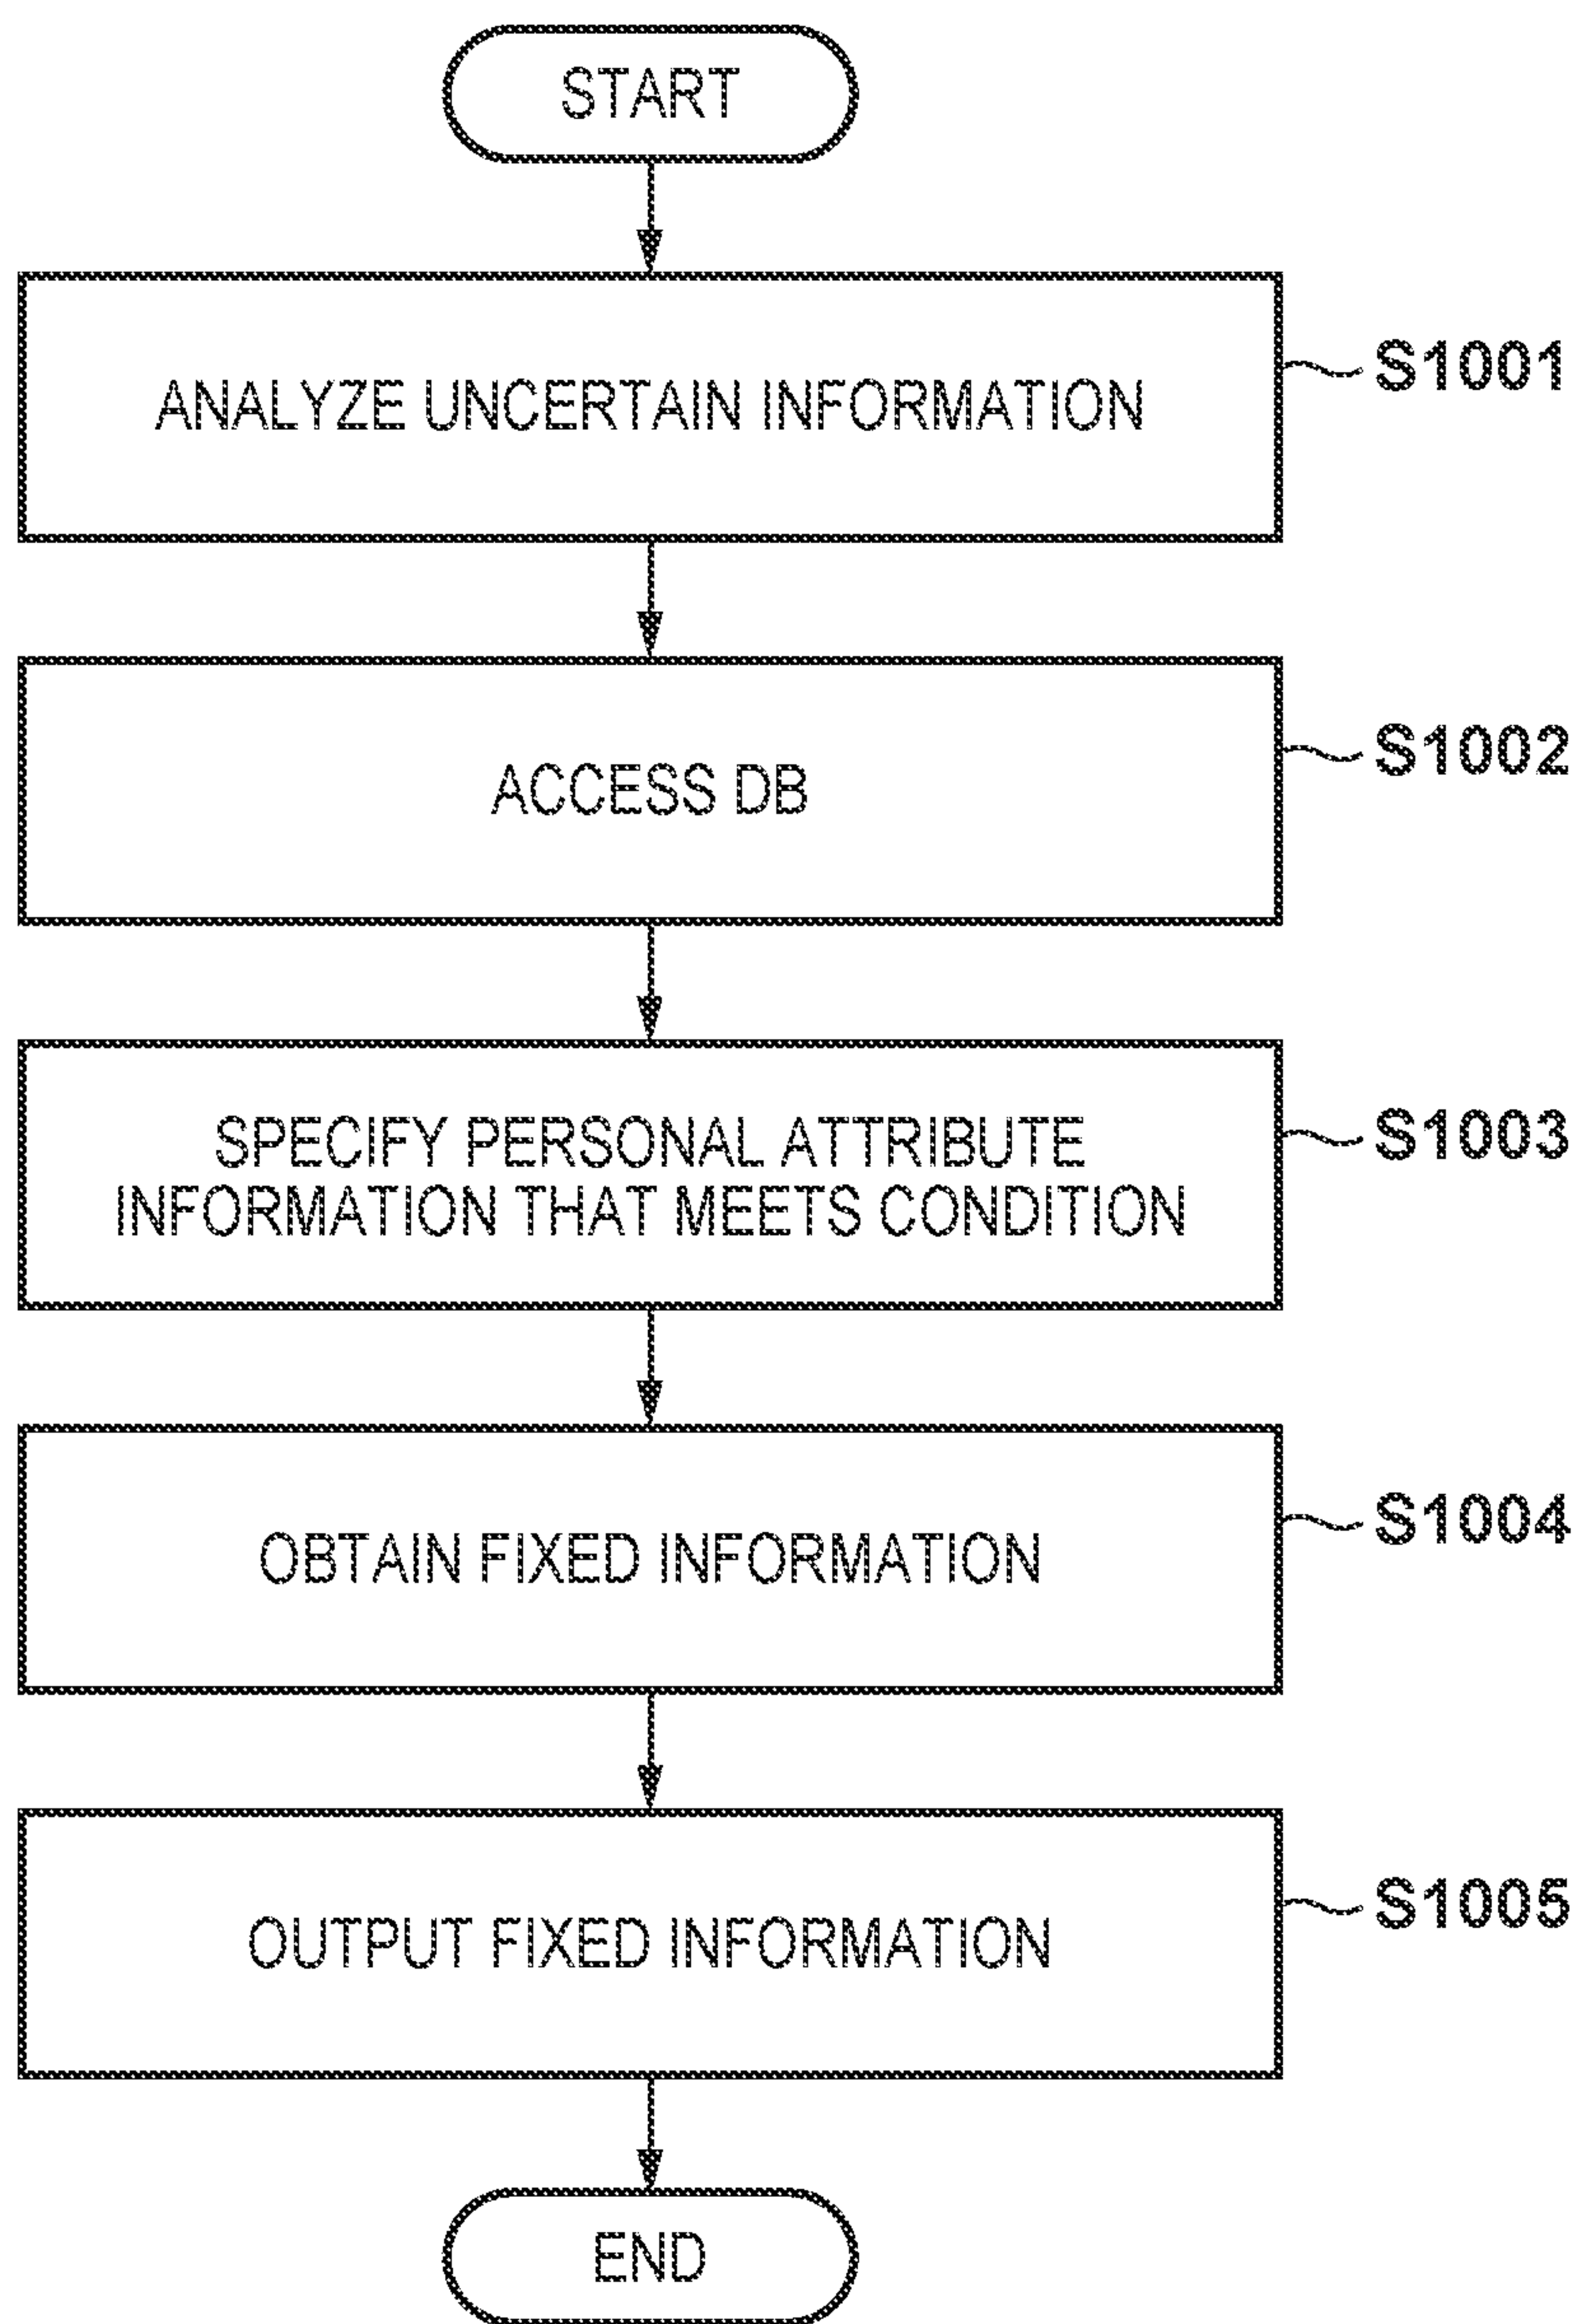 START
ANALYZE UNCERTAIN INFORMATION
S1001
ACCESS DB
S1002
SPECIFY PERSONAL ATTRIBUTE
INFORMATION THAT MEETS CONDITION
S1003
OBTAIN FIXED INFORMATION
S1004
OUTPUT FIXED INFORMATION
S1005
END